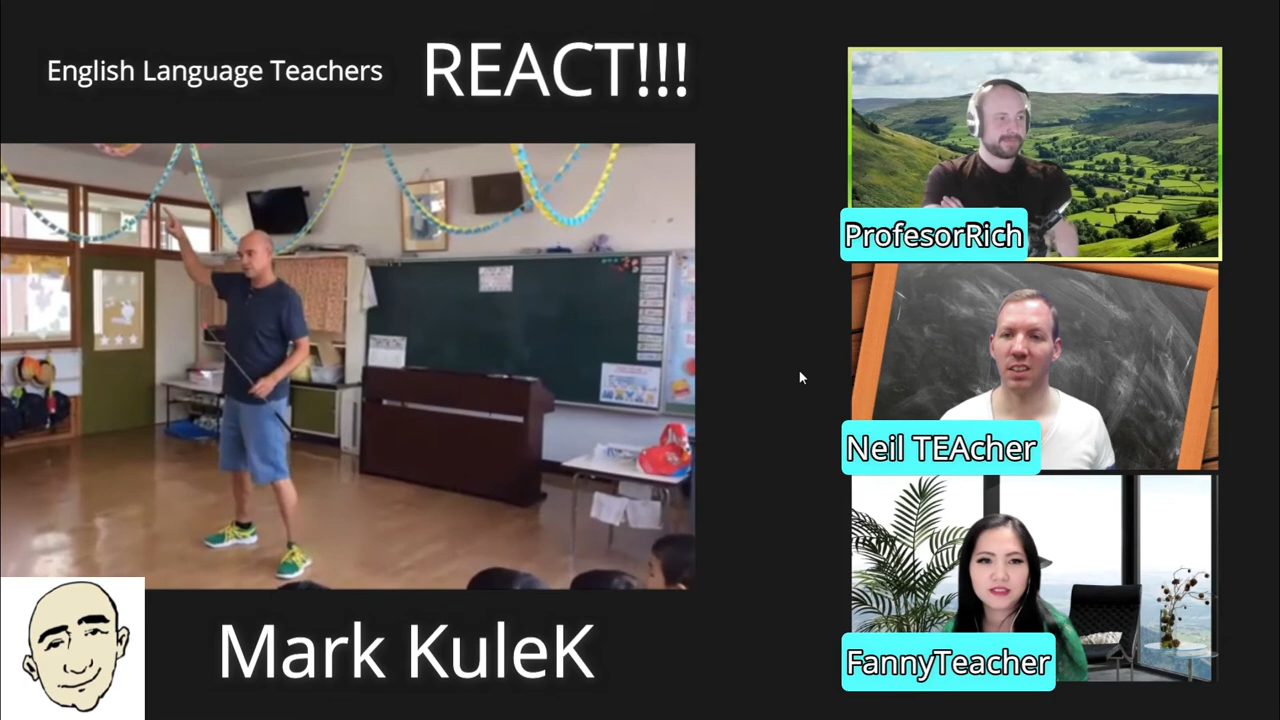 English Language Teachers
REACT!!!
ProfesorRich
Neil TEAcher
FannyTeacher
Mark KuleK